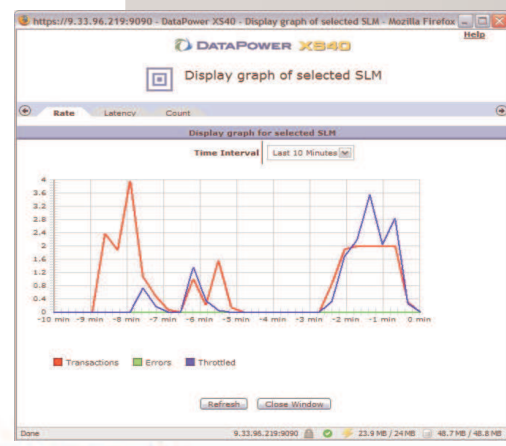 https://9.33.96.219:9090 - DataPower XS40 - Display graph of selected SLM - Mozilla Firefox
Help
DATAPOWER XS40
Display graph of selected SLM
Rate Latency Count
Display graph for selected SLM
Time Interval Last 10 Minutes
4
3.6
3.2
2.8
2.4
2
1.6
1.2
0.8
0.4
0
-10 min -9 min -8 min -7 min -6 min -5 min -4 min -3 min -2 min -1 min 0 min
Transactions Errors Throttled
Refresh Close Window
Done 9.33.96.219:9090 23.9 MB / 24 MB 48.7 MB / 48.8 MB